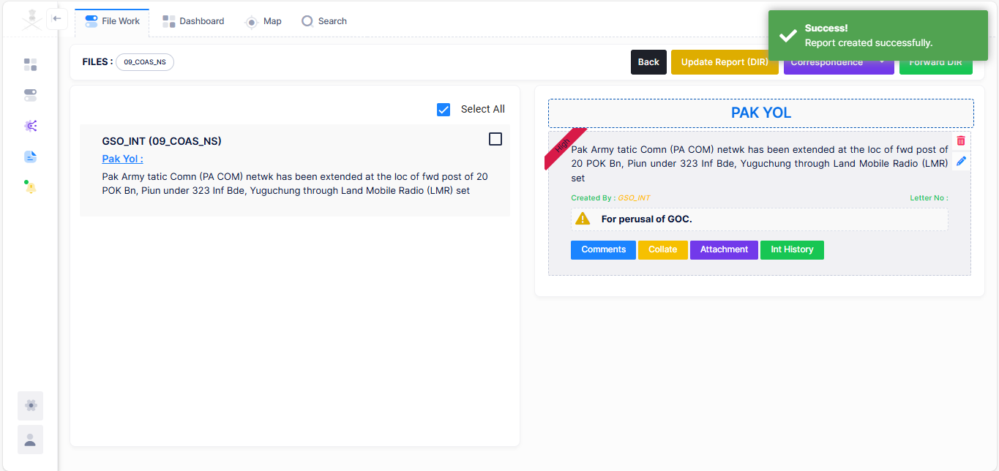 File Work
Dashboard
Map
Search
Success!
Report created successfully.
FILES :
09_COAS_NS
Back
Update Report (DIR)
Correspondence
Forward DIR
Select All
GSO_INT (09_COAS_NS)
Pak Yol :
Pak Army tatic Comn (PA COM) netwk has been extended at the loc of fwd post of 20
POK Bn, Piun under 323 Inf Bde, Yuguchung through Land Mobile Radio (LMR) set
PAK YOL
High
Pak Army tatic Comn (PA COM) netwk has been extended at the loc of fwd post of
20 POK Bn, Piun under 323 Inf Bde, Yuguchung through Land Mobile Radio (LMR)
set
Created By : GSO_INT
Letter No :
For perusal of GOC.
Comments
Collate
Attachment
Int History